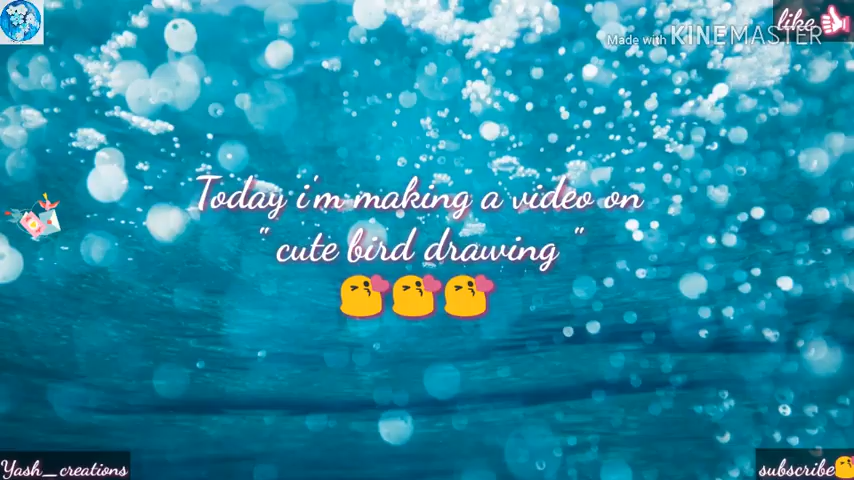 like
Made with KINEMASTER
Today i'm making a video on
" cute bird drawing "
Yash_creations
subscribe